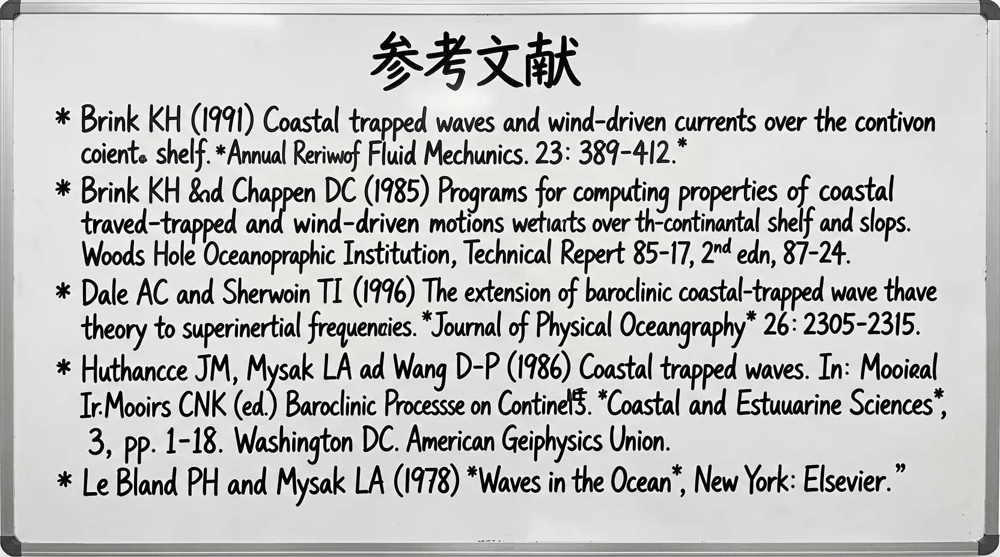 参考文献
* Brink KH (1991) Coastal trapped waves and wind-driven currents over the contivon
coient. shelf. *Annual Reriwwof Fluid Mechunics. 23: 389-412.*
* Brink KH &nd Chappen DC (1985) Programs for computing properties of coastal
traved-trapped and wind-driven motions wetıarts over th-continantal shelf and slops.
Woods Hole Oceanopraphic Institution, Technical Repert 85-17, 2nd edn, 87-24.
* Dale AC and Sherwoin TI (1996) The extension of baroclinic coastal-trapped wave thave
theory to superinertial frequenaies. *Journal of Physical Oceangraphy* 26: 2305-2315.
* Huthancce JM, Mysak LA ad Wang D-P (1986) Coastal trapped waves. In: Mooiral
Ir.Mooirs CNK (ed.) Baroclinic Processse on *Coastal and Estuuarine Sciences*,
3, pp. 1-18. Washington DC. American Geiphysics Union.
* Le Bland PH and Mysak LA (1978) *Waves in the Ocean*, New York: Elsevier.”